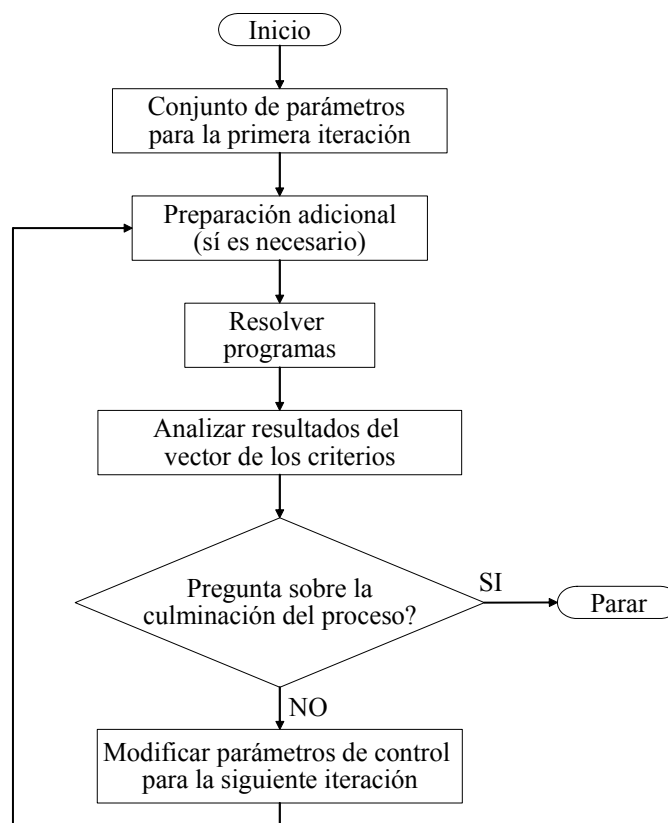 Inicio
Conjunto de parámetros
para la primera iteración
Preparación adicional
(sí es necesario)
Resolver
programas
Analizar resultados del
vector de los criterios
Pregunta sobre la
culminación del proceso?
SI
Parar
NO
Modificar parámetros de control
para la siguiente iteración